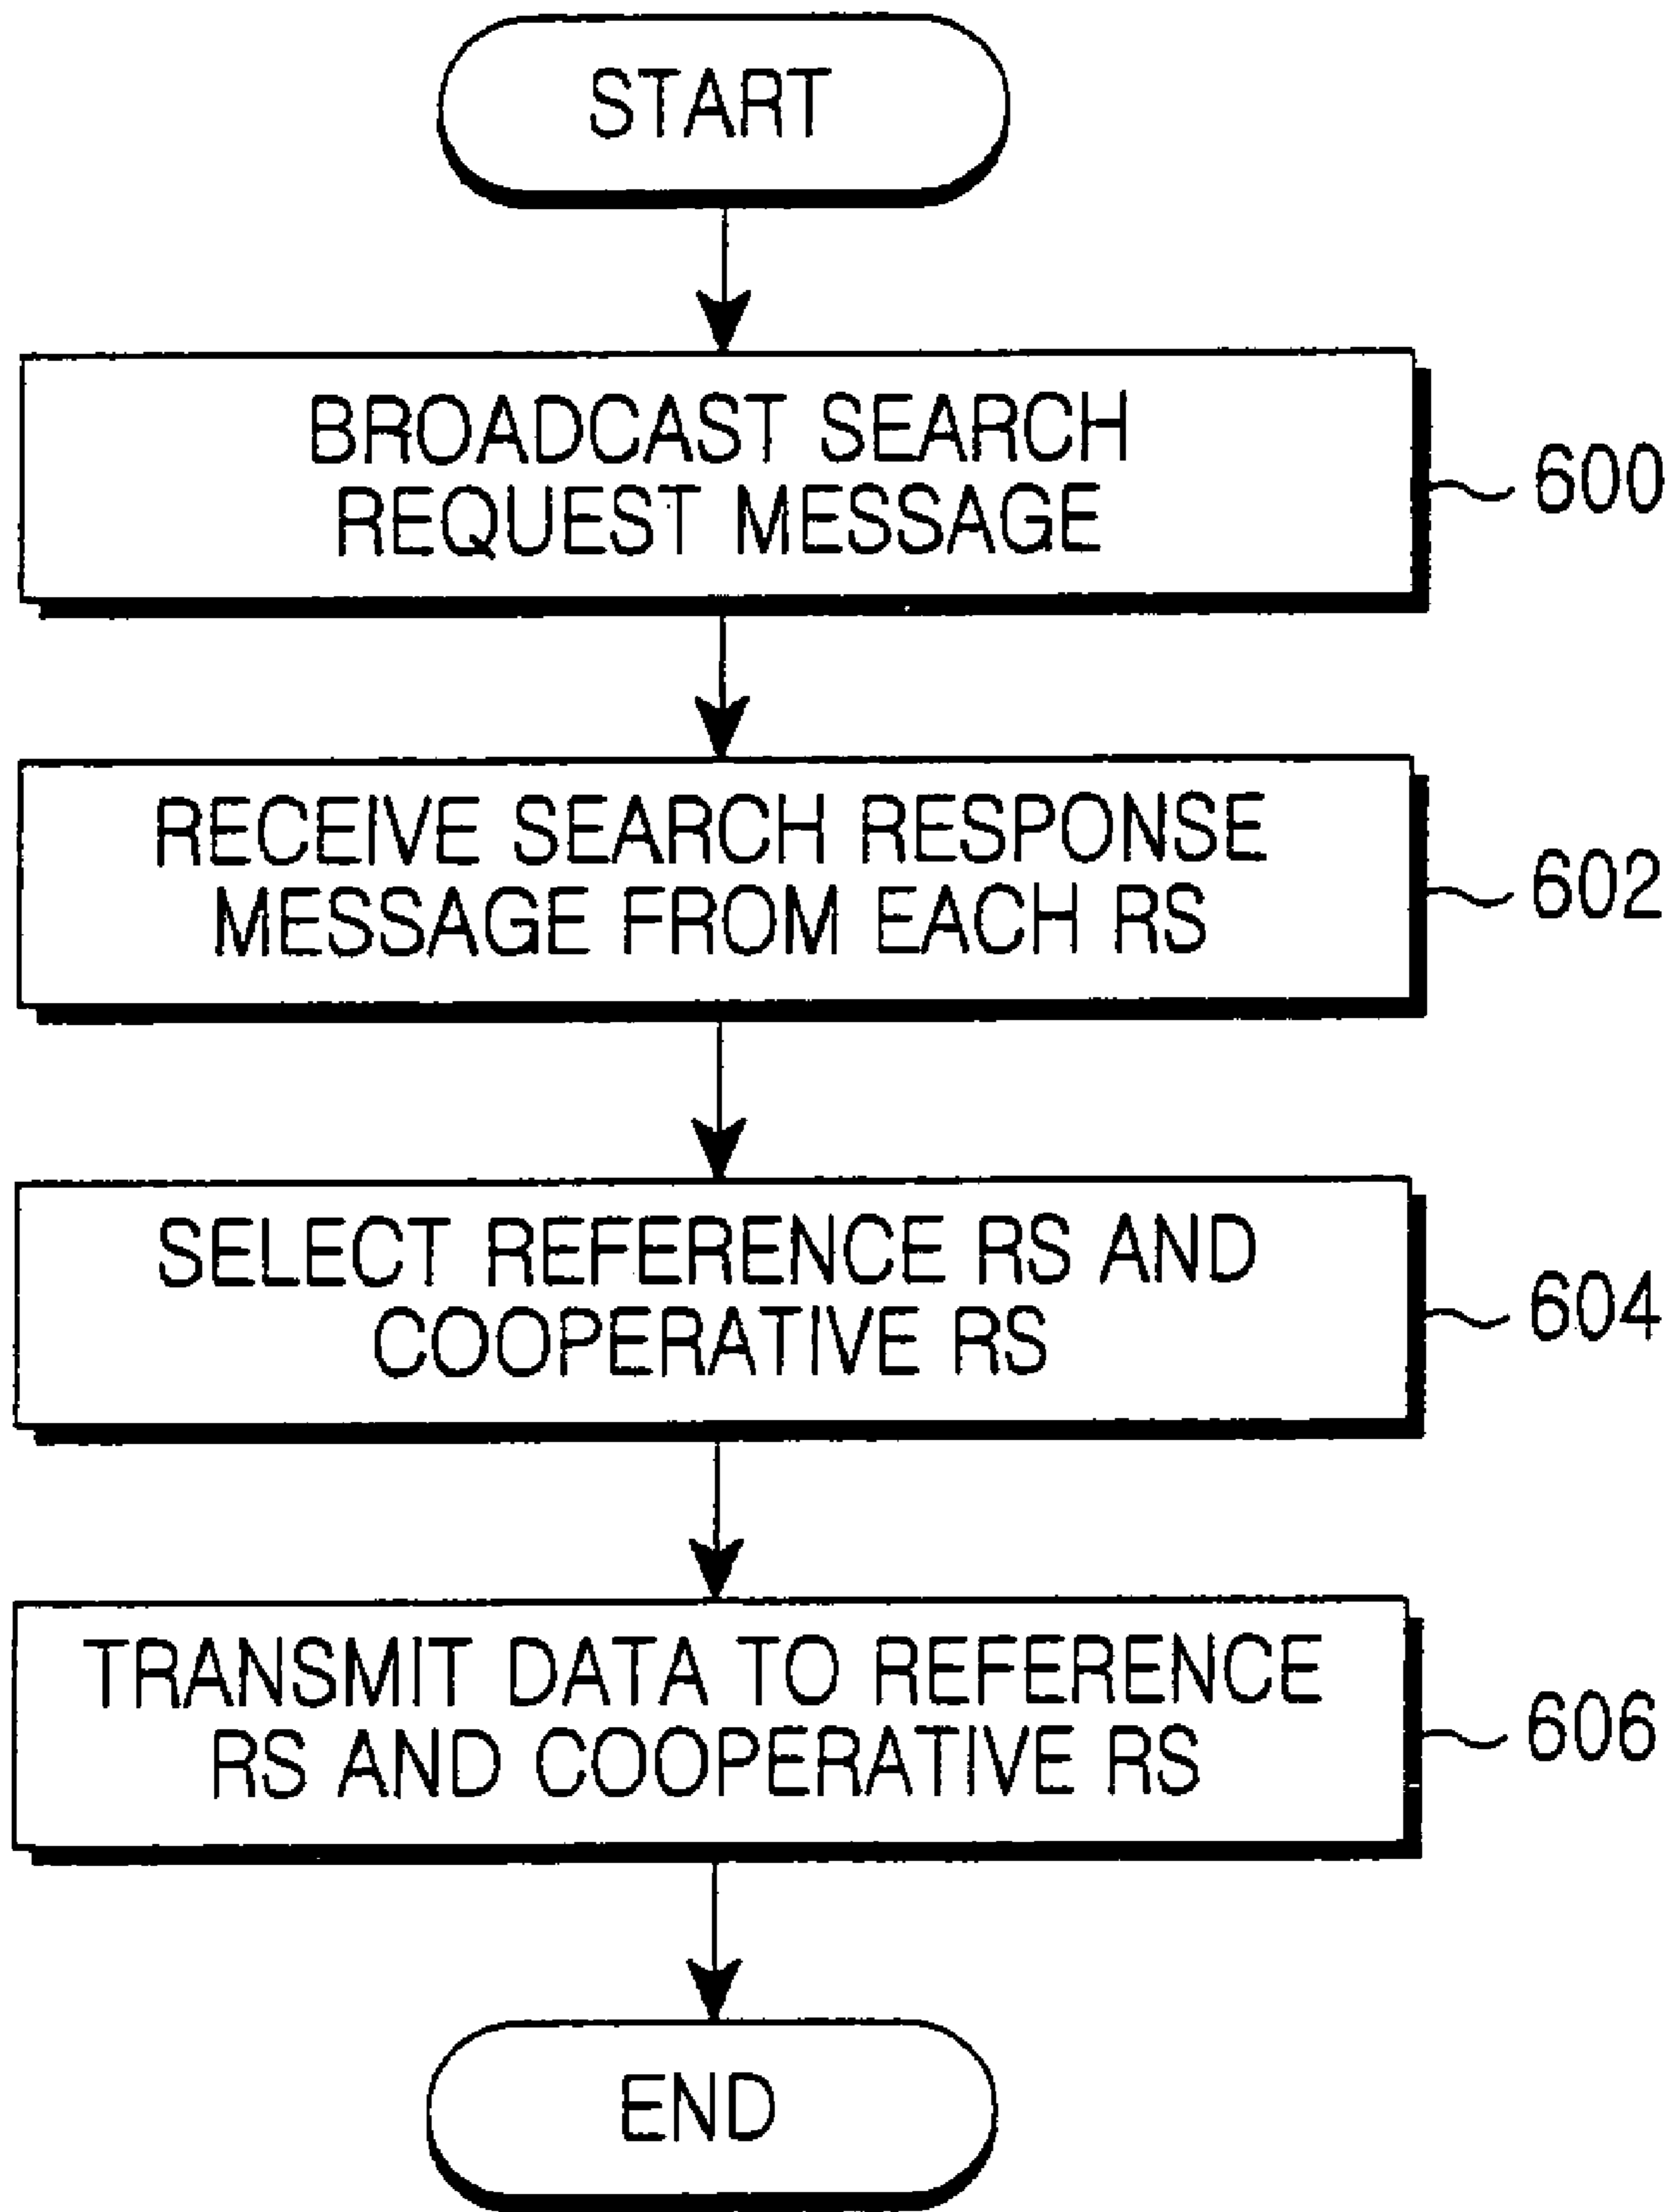 START
BROADCAST SEARCH
REQUEST MESSAGE
600
RECEIVE SEARCH RESPONSE
MESSAGE FROM EACH RS
602
SELECT REFERENCE RS AND
COOPERATIVE RS
604
TRANSMIT DATA TO REFERENCE
RS AND COOPERATIVE RS
606
END